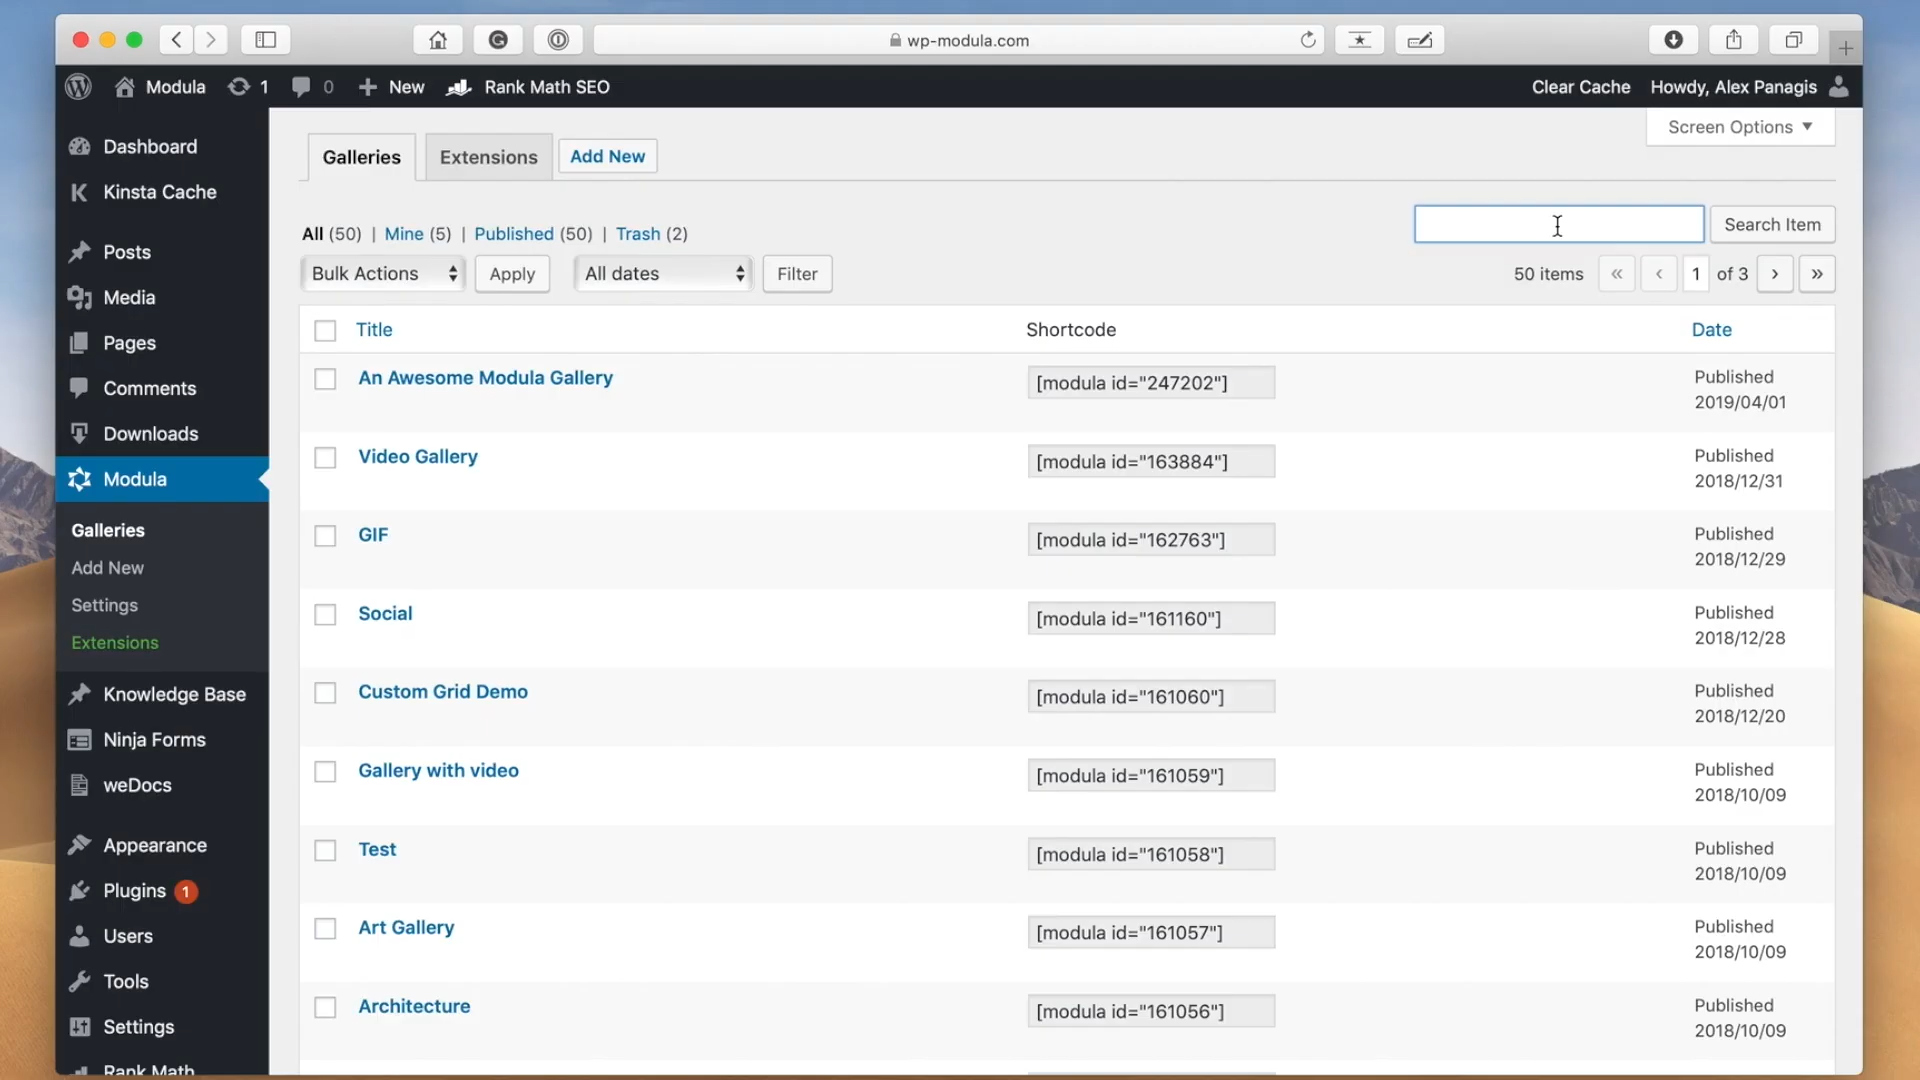 wp-modula.com
Modula 1 0 New Rank Math SEO Clear Cache Howdy, Alex Panagis
Screen Options
Dashboard
Kinsta Cache
Posts
Media
Pages
Comments
Downloads
Modula
Galleries
Add New
Settings
Extensions
Knowledge Base
Ninja Forms
weDocs
Appearance
Plugins 1
Users
Tools
Settings
Rank Math
Galleries Extensions Add New
All (50) | Mine (5) | Published (50) | Trash (2)
Search Item
Bulk Actions Apply All dates Filter
50 items « ‹ 1 of 3 › »
Title Shortcode Date
An Awesome Modula Gallery [modula id="247202"] Published
2019/04/01
Video Gallery [modula id="163884"] Published
2018/12/31
GIF [modula id="162763"] Published
2018/12/29
Social [modula id="161160"] Published
2018/12/28
Custom Grid Demo [modula id="161060"] Published
2018/12/20
Gallery with video [modula id="161059"] Published
2018/10/09
Test [modula id="161058"] Published
2018/10/09
Art Gallery [modula id="161057"] Published
2018/10/09
Architecture [modula id="161056"] Published
2018/10/09